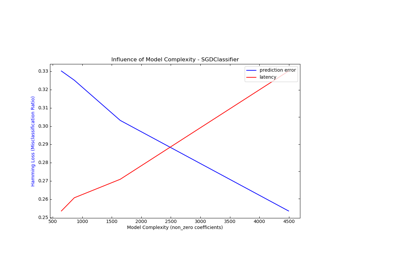 Influence of Model Complexity - SGDClassifier
prediction error
latency
0.33
0.32
0.31
0.30
0.29
0.28
0.27
0.26
0.25
Hamming Loss (Misclassification Ratio)
500 1000 1500 2000 2500 3000 3500 4000 4500
Model Complexity (non_zero coefficients)